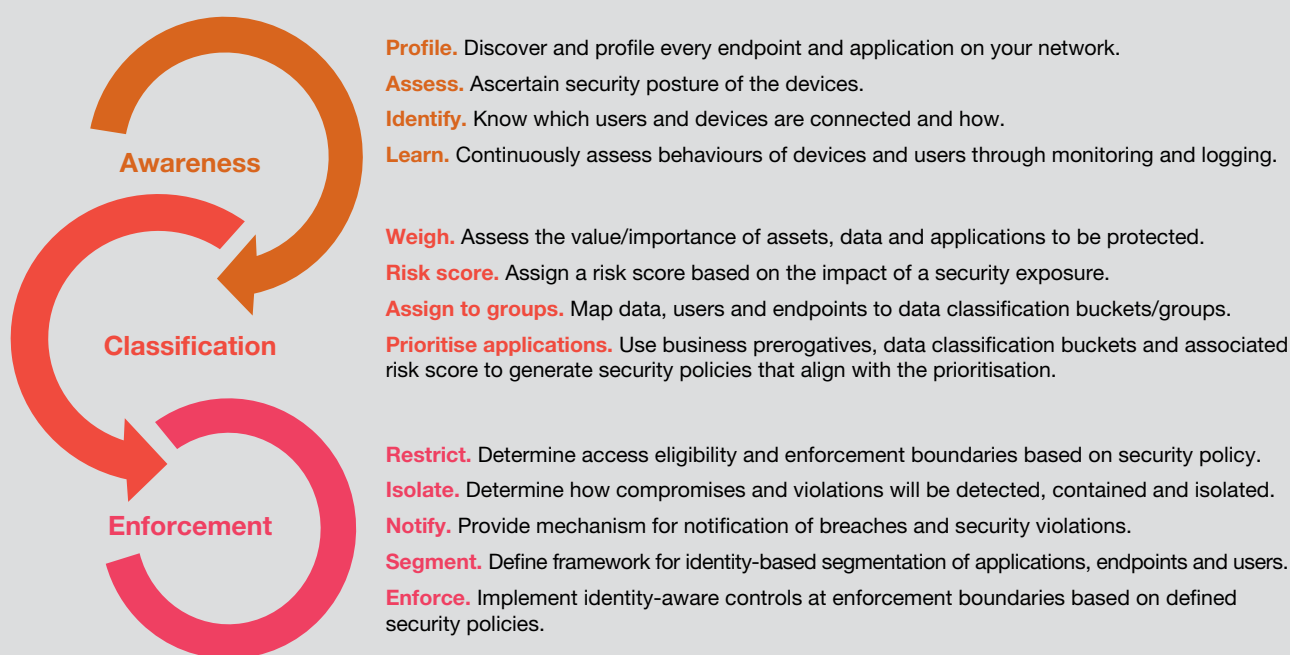 Awareness
Profile. Discover and profile every endpoint and application on your network.
Assess. Ascertain security posture of the devices.
Identify. Know which users and devices are connected and how.
Learn. Continuously assess behaviours of devices and users through monitoring and logging.
Classification
Weigh. Assess the value/importance of assets, data and applications to be protected.
Risk score. Assign a risk score based on the impact of a security exposure.
Assign to groups. Map data, users and endpoints to data classification buckets/groups.
Prioritise applications. Use business prerogatives, data classification buckets and associated
risk score to generate security policies that align with the prioritisation.
Enforcement
Restrict. Determine access eligibility and enforcement boundaries based on security policy.
Isolate. Determine how compromises and violations will be detected, contained and isolated.
Notify. Provide mechanism for notification of breaches and security violations.
Segment. Define framework for identity-based segmentation of applications, endpoints and users.
Enforce. Implement identity-aware controls at enforcement boundaries based on defined
security policies.